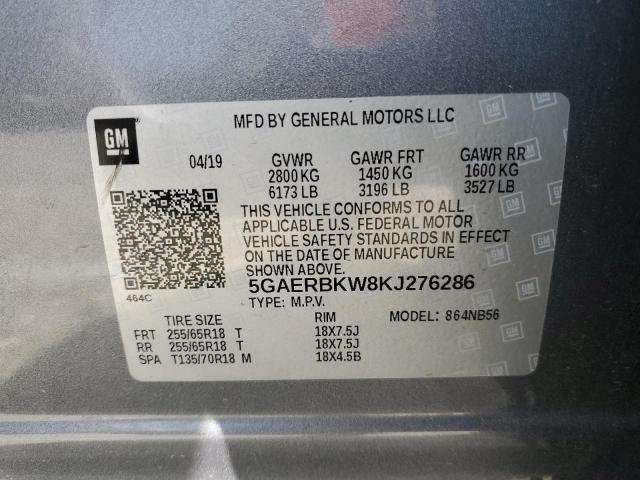 MFD BY GENERAL MOTORS LLC
GM
04/19 GVWR GAWR FRT GAWR RR
2800 KG 1450 KG 1600 KG
6173 LB 3196 LB 3527 LB
THIS VEHICLE CONFORMS TO ALL
APPLICABLE U.S. FEDERAL MOTOR
VEHICLE SAFETY STANDARDS IN EFFECT
ON THE DATE OF MANUFACTURE
SHOWN ABOVE.
464C
5GAERBKW8KJ276286
TYPE: M.P.V. MODEL: 864NB56
TIRE SIZE RIM
FRT 255/65R18 T 18X7.5J
RR 255/65R18 T 18X7.5J
SPA T135/70R18 M 18X4.5B